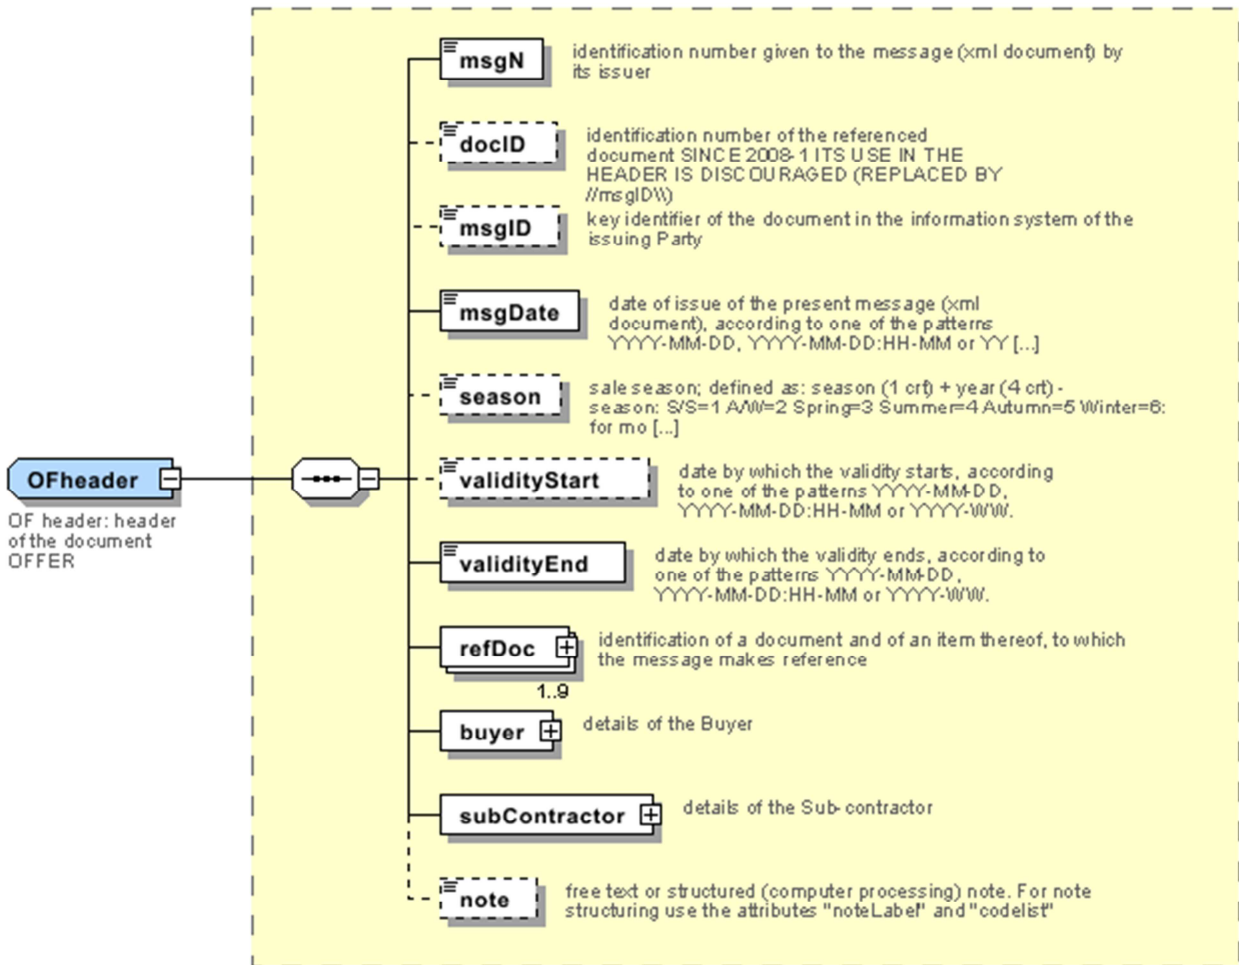 msgN
identification number given to the message (xml document) by
its issuer
docID
identification number of the referenced
document SINCE 2008-1 ITS USE IN THE
HEADER IS DISCOURAGED (REPLACED BY
//msgID\\)
msgID
key identifier of the document in the information system of the
issuing Party
msgDate
date of issue of the present message (xml
document), according to one of the patterns
YYYY-MM-DD, YYYY-MM-DD:HH-MM or YY [...]
season
sale season; defined as: season (1 crt) + year (4 crt) -
season: S/S=1 A/W=2 Spring=3 Summer=4 Autumn=5 Winter=6:
for mo [...]
OFheader
OF header: header
of the document
OFFER
validityStart
date by which the validity starts, according
to one of the patterns YYYY-MM-DD,
YYYY-MM-DD:HH-MM or YYYY-WW.
validityEnd
date by which the validity ends, according to
one of the patterns YYYY-MM-DD,
YYYY-MM-DD:HH-MM or YYYY-WW.
refDoc
1..9
identification of a document and of an item thereof, to which
the message makes reference
buyer
details of the Buyer
subContractor
details of the Sub-contractor
note
free text or structured (computer processing) note. For note
structuring use the attributes "noteLabel" and "codelist"